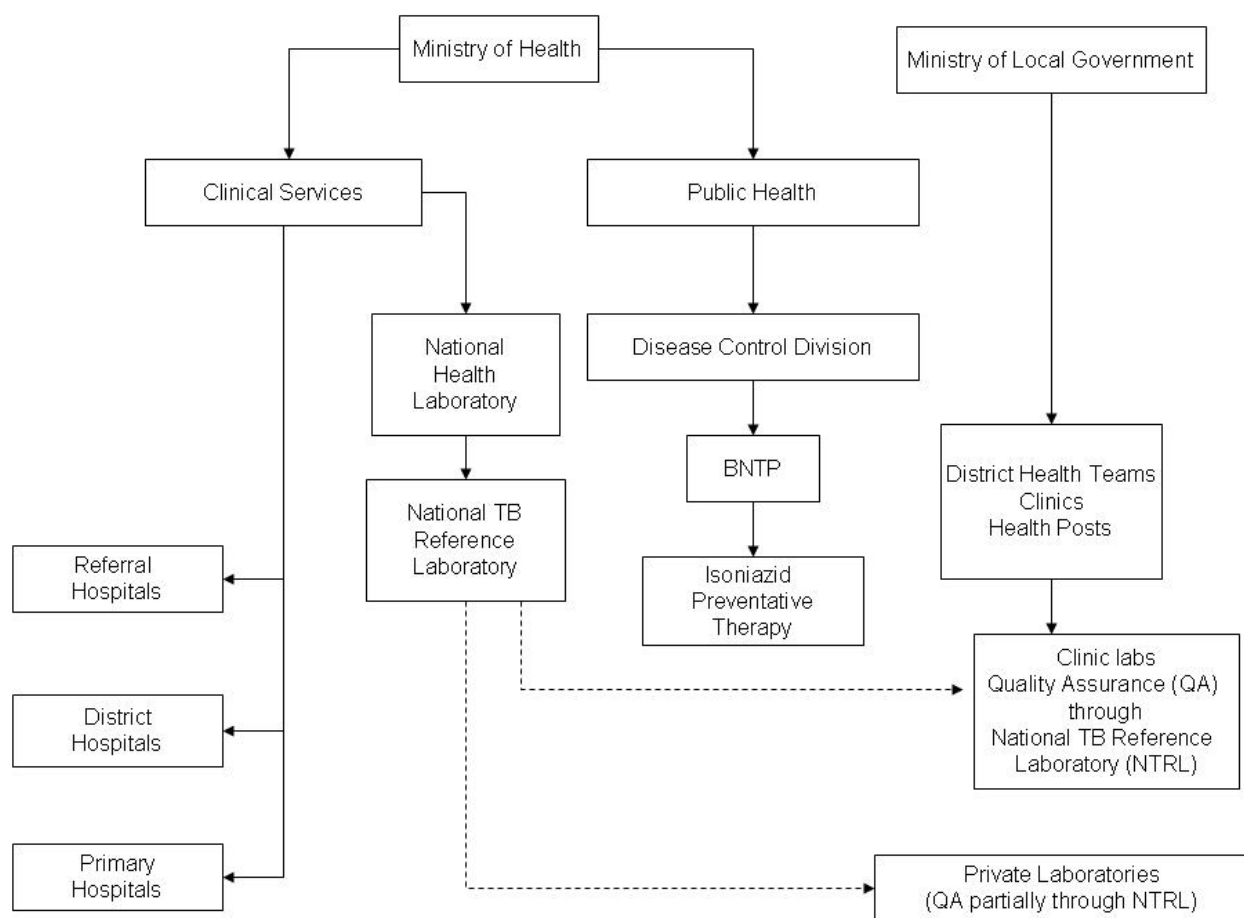 Ministry of Health
Ministry of Local Government
Clinical Services
Public Health
National
Health
Laboratory
Disease Control Division
BNTP
District Health Teams
Clinics
Health Posts
National TB
Reference
Laboratory
Referral
Hospitals
Isoniazid
Preventative
Therapy
Clinic labs
Quality Assurance (QA)
through
National TB Reference
Laboratory (NTRL)
District
Hospitals
Primary
Hospitals
Private Laboratories
(QA partially through NTRL)